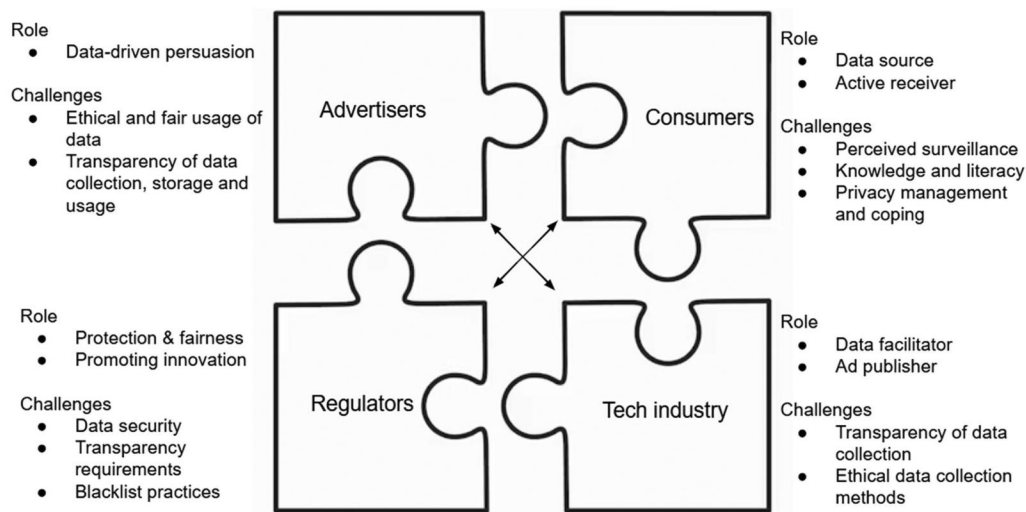 Role
● Data-driven persuasion
Challenges
● Ethical and fair usage of
data
● Transparency of data
collection, storage and
usage
Advertisers
Consumers
Role
● Data source
● Active receiver
Challenges
● Perceived surveillance
● Knowledge and literacy
● Privacy management
and coping
Role
● Protection & fairness
● Promoting innovation
Challenges
● Data security
● Transparency
requirements
● Blacklist practices
Regulators
Tech industry
Role
● Data facilitator
● Ad publisher
Challenges
● Transparency of data
collection
● Ethical data collection
methods